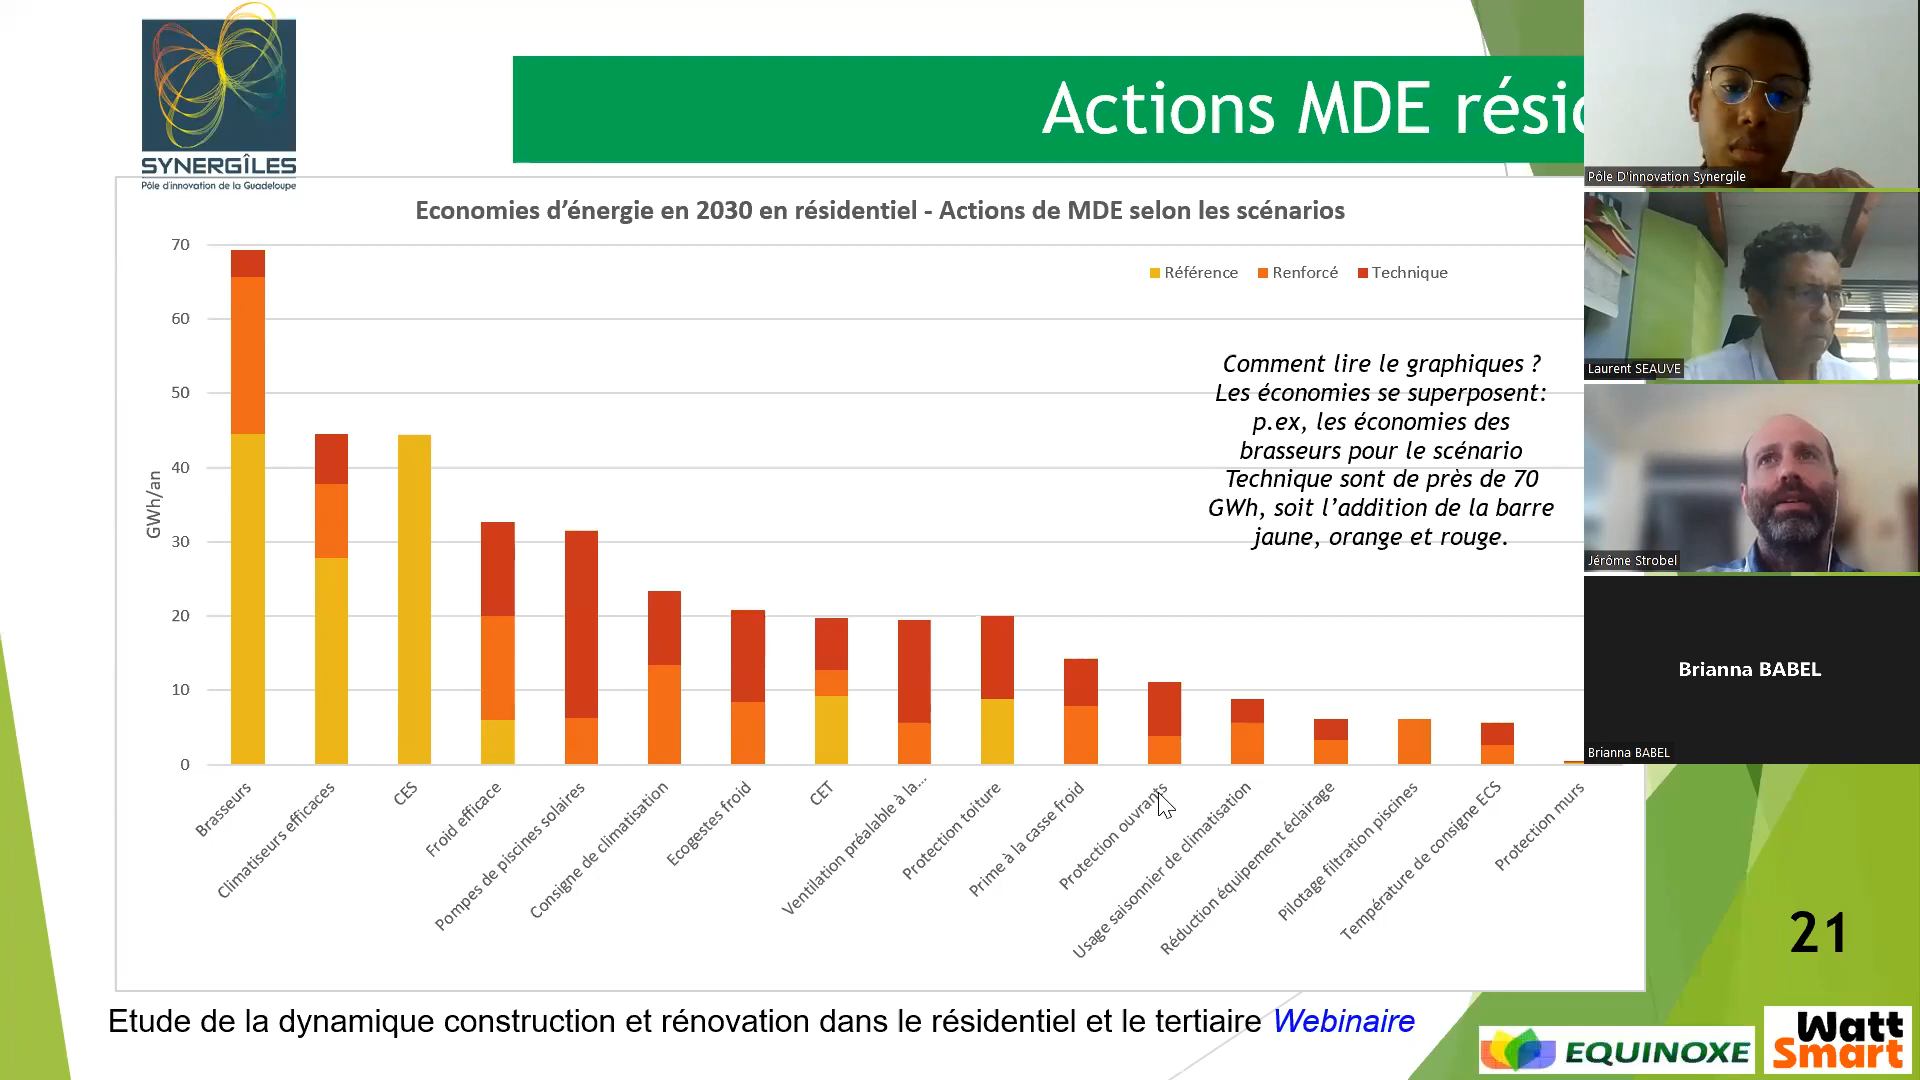 SYNERGÎLES
Pôle d'innovation de la Guadeloupe
Actions MDE résid
Economies d'énergie en 2030 en résidentiel - Actions de MDE selon les scénarios
Référence Renforcé Technique
70
60
50
40
30
20
10
0
GWh/an
Comment lire le graphiques ?
Les économies se superposent:
p.ex, les économies des
brasseurs pour le scénario
Technique sont de près de 70
GWh, soit l'addition de la barre
jaune, orange et rouge.
Brasseurs
Climatiseurs efficaces
CES
Froid efficace
Pompes de piscines solaires
Consigne de climatisation
Ecogestes froid
CET
Ventilation préalable à la...
Protection toiture
Prime à la casse froid
Protection ouvrants
Usage saisonnier de climatisation
Réduction équipement éclairage
Pilotage filtration piscines
Température de consigne ECS
Protection murs
Pôle D'innovation Synergile
Laurent SEAUVE
Jérôme Strobel
Brianna BABEL
Brianna BABEL
21
Etude de la dynamique construction et rénovation dans le résidentiel et le tertiaire Webinaire
EQUINOXE
Watt
Smart